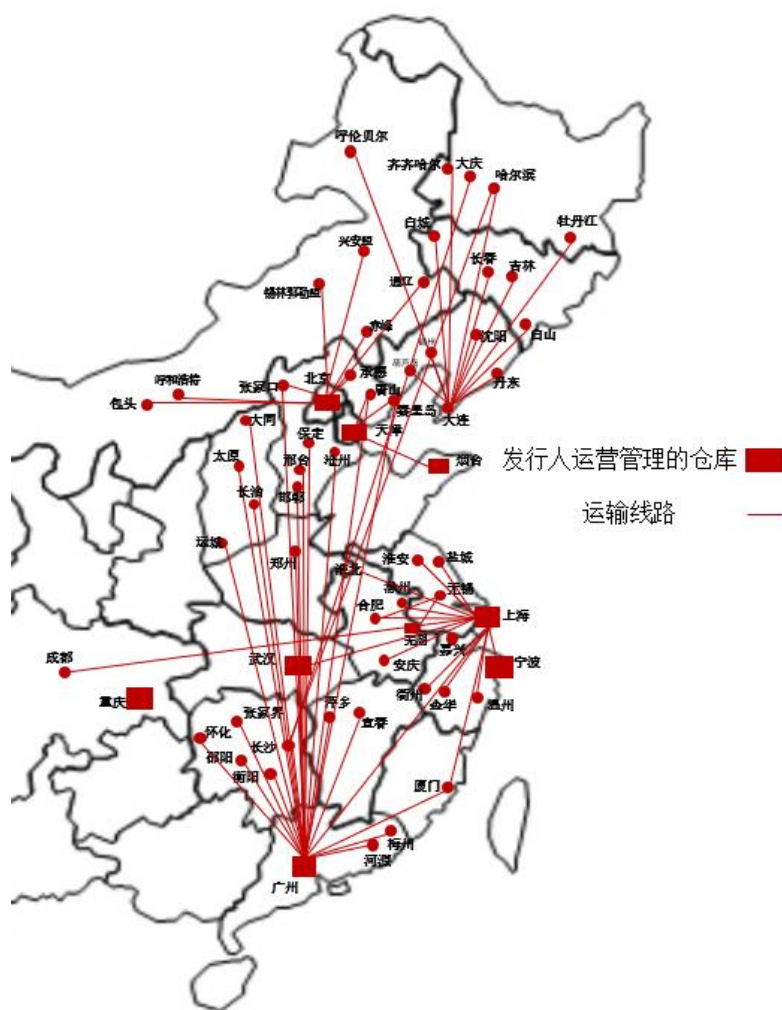 呼伦贝尔
齐齐哈尔
大庆
哈尔滨
白城
牡丹江
兴安盟
长春
吉林
通辽
锡林郭勒盟
赤峰
沈阳
白山
葫芦岛
锦州
承德
北京
张家口
呼和浩特
包头
唐山
秦皇岛
大连
丹东
大同
保定
天津
太原
邢台
沧州
烟台
发行人运营管理的仓库
长治
邯郸
运输线路
运城
郑州
淮北
淮安
盐城
滁州
无锡
合肥
上海
芜湖
嘉兴
成都
武汉
安庆
宁波
重庆
衢州
金华
温州
张家界
萍乡
宜春
怀化
长沙
邵阳
衡阳
厦门
梅州
河源
广州